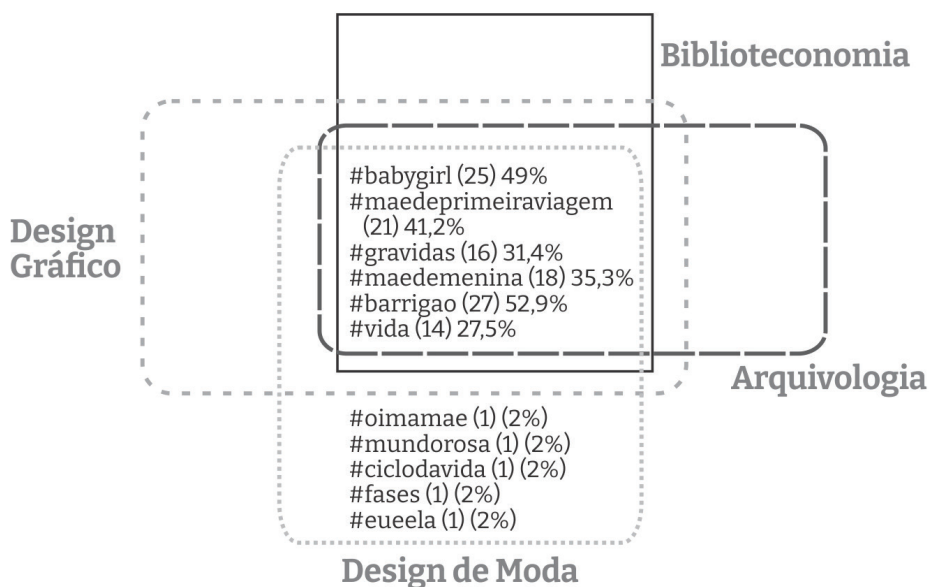 Biblioteconomia
#babygirl (25) 49%
#maedeprimeiraviagem
(21) 41,2%
#gravidas (16) 31,4%
#maedemenina (18) 35,3%
#barrigao (27) 52,9%
#vida (14) 27,5%
Design
Gráfico
Arquivologia
#oimamae (1) (2%)
#mundorosa (1) (2%)
#ciclodavida (1) (2%)
#fases (1) (2%)
#eueela (1) (2%)
Design de Moda